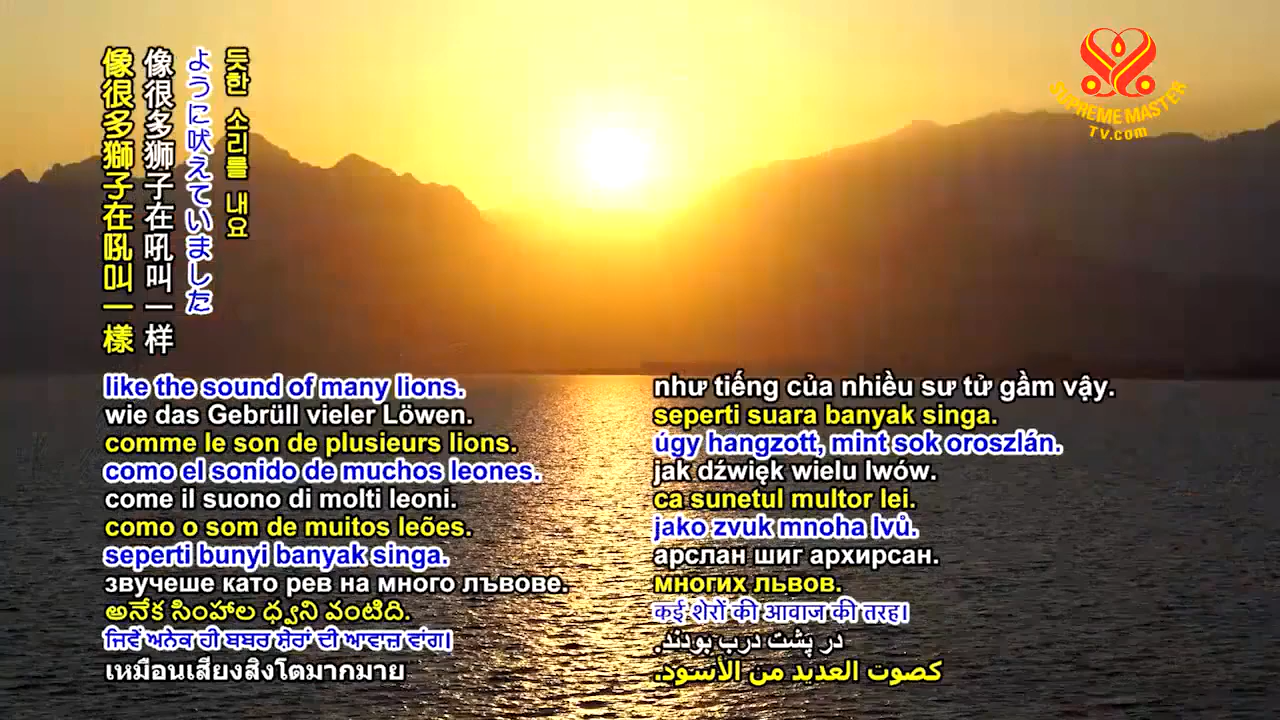 듯한 소리를 내요
ように吠えていました
像很多狮子在吼叫一样
像很多獅子在吼叫一樣
SUPREME MASTER
TV.com
like the sound of many lions.
wie das Gebrüll vieler Löwen.
comme le son de plusieurs lions.
como el sonido de muchos leones.
come il suono di molti leoni.
como o som de muitos leões.
seperti bunyi banyak singa.
звучеше като рев на много лъвове.
అనేక సింహాల ధ్వని వంటిది.
ਜਿਵੇਂ ਅਨੇਕ ਹੀ ਬਬਰ ਸ਼ੇਰਾਂ ਦੀ ਆਵਾਜ਼ ਵਾਂਗ।
เหมือนเสียงสิงโตมากมาย
như tiếng của nhiều sư tử gầm vậy.
seperti suara banyak singa.
úgy hangzott, mint sok oroszlán.
jak dźwięk wielu lwów.
ca sunetul multor lei.
jako zvuk mnoha lvů.
арслан шиг архирсан.
многих львов.
कई शेरों की आवाज की तरह।
در پشت درب بودند.
كصوت العديد من الأسود.